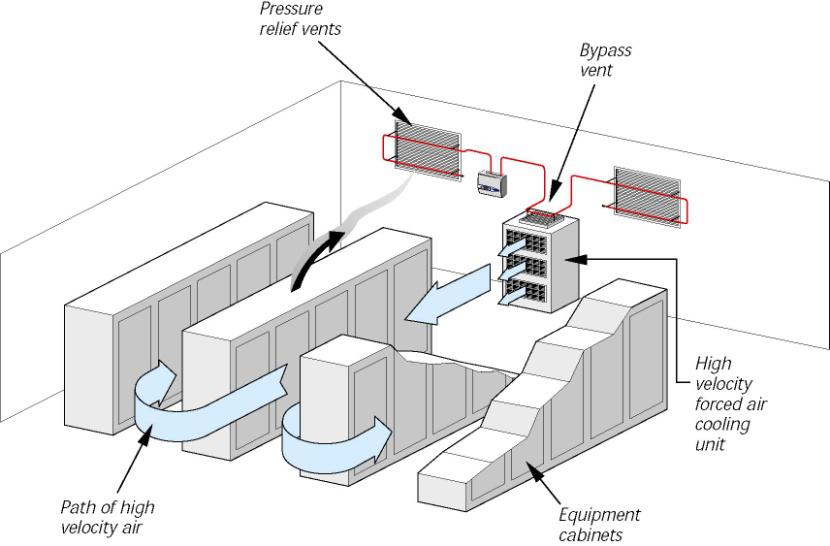 Pressure
relief vents
Bypass
vent
High
velocity
forced air
cooling
unit
Path of high
velocity air
Equipment
cabinets